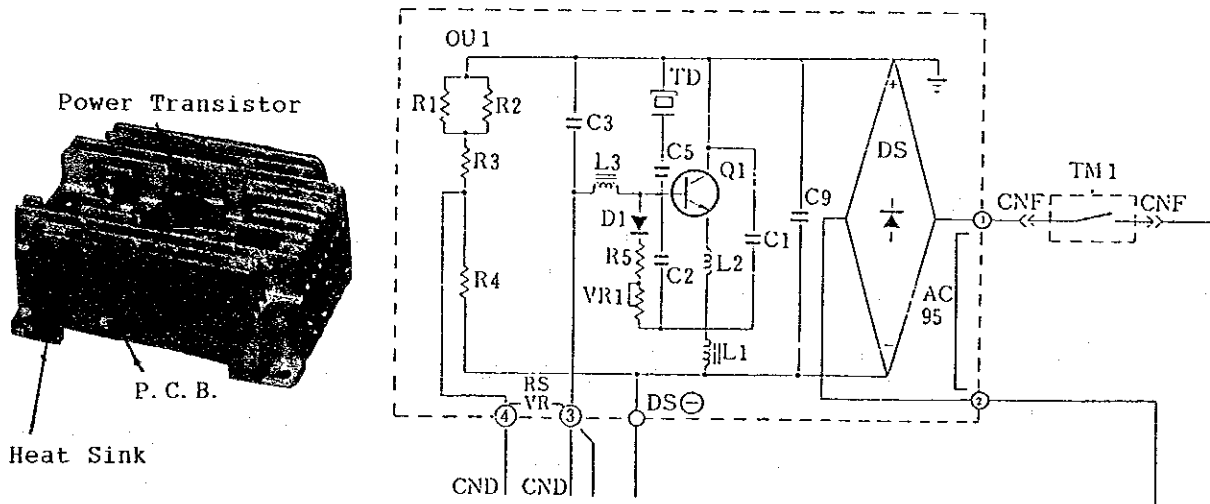 Power Transistor
P. C. B.
Heat Sink
OU1
R1
R2
R3
R4
C3
L3
D1
R5
VR1
TD
C5
Q1
C2
L2
C1
L1
C9
+
DS
−
①
CNF
TM1
CNF
AC
95
②
RS
VR
④
③
DS⊖
CND
CND